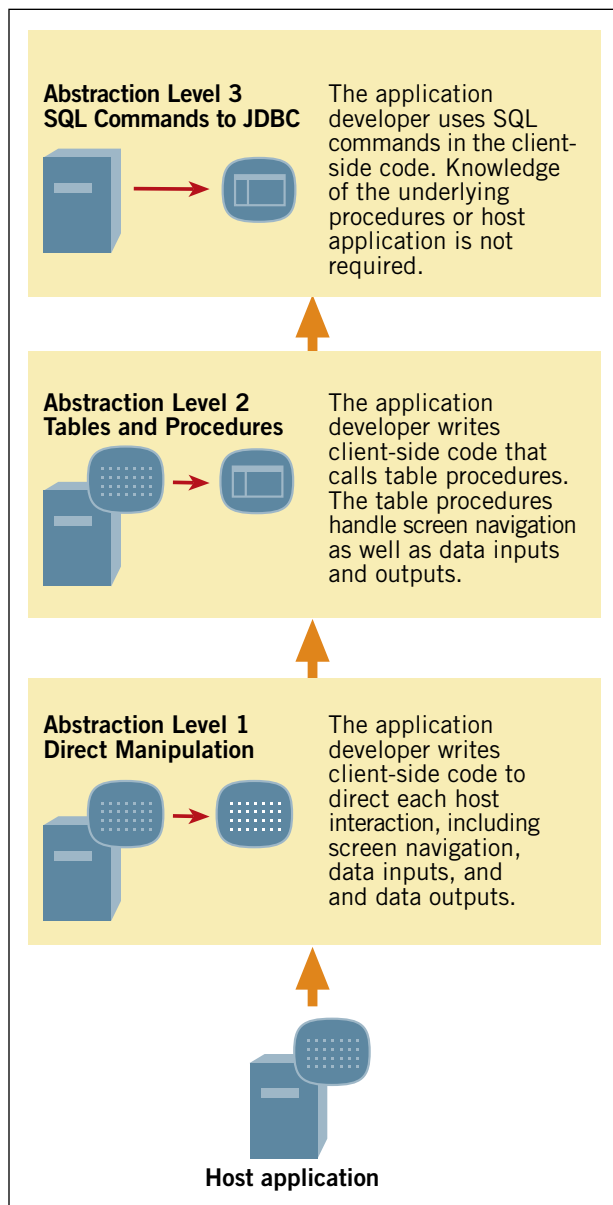 Abstraction Level 3
SQL Commands to JDBC
The application
developer uses SQL
commands in the client-
side code. Knowledge
of the underlying
procedures or host
application is not
required.
Abstraction Level 2
Tables and Procedures
The application
developer writes
client-side code that
calls table procedures.
The table procedures
handle screen navigation
as well as data inputs
and outputs.
Abstraction Level 1
Direct Manipulation
The application
developer writes
client-side code to
direct each host
interaction, including
screen navigation,
data inputs, and
and data outputs.
Host application